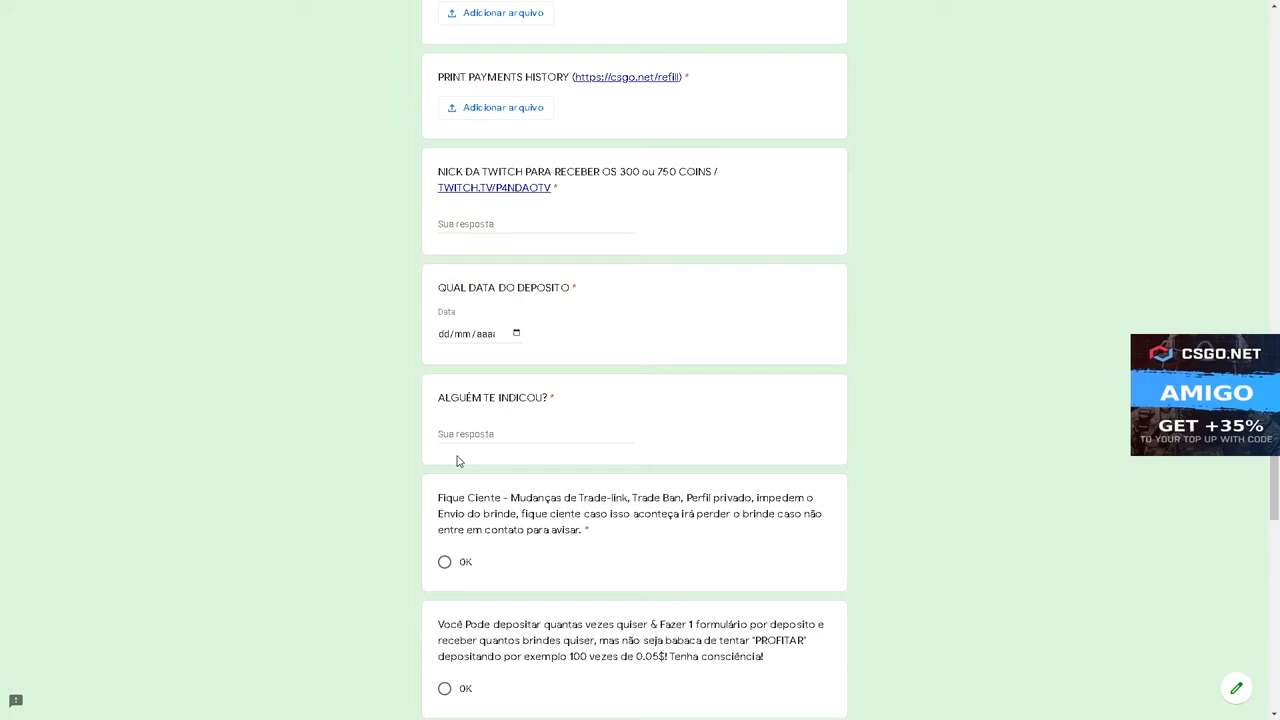 Adicionar arquivo
PRINT PAYMENTS HISTORY (https://csgo.net/refill) *
Adicionar arquivo
NICK DA TWITCH PARA RECEBER OS 300 ou 750 COINS /
TWITCH.TV/P4NDAOTV *
Sua resposta
QUAL DATA DO DEPOSITO *
Data
dd/mm/aaaa
ALGUÉM TE INDICOU? *
Sua resposta
Fique Ciente - Mudanças de Trade-link, Trade Ban, Perfil privado, impedem o
Envio do brinde, fique ciente caso isso aconteça irá perder o brinde caso não
entre em contato para avisar. *
OK
Você Pode depositar quantas vezes quiser & Fazer 1 formulário por deposito e
receber quantos brindes quiser, mas não seja babaca de tentar "PROFITAR"
depositando por exemplo 100 vezes de 0.05$! Tenha consciência!
OK
CSGO.NET
AMIGO
GET +35%
TO YOUR TOP UP WITH CODE